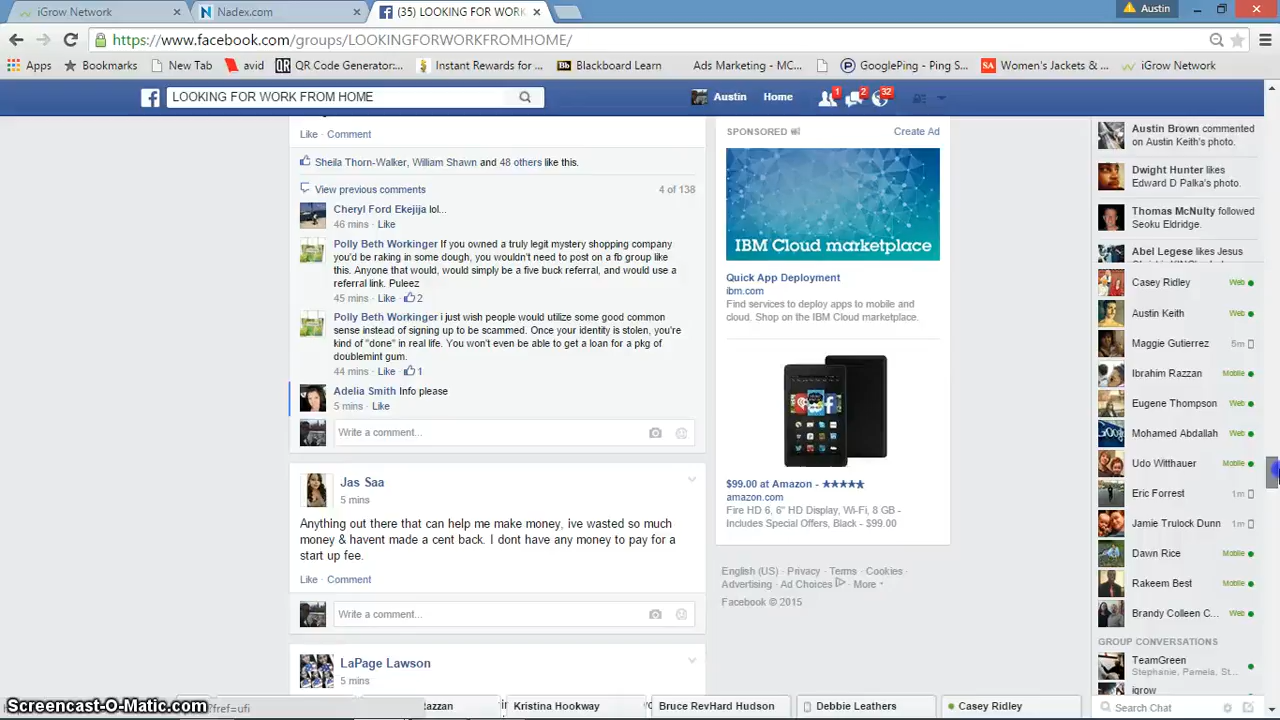 iGrow Network
Nadex.com
(35) LOOKING FOR WORK
Austin
https://www.facebook.com/groups/LOOKINGFORWORKFROMHOME/
Apps
Bookmarks
New Tab
avid
QR Code Generator:...
Instant Rewards for ...
Blackboard Learn
Ads Marketing - MC...
GooglePing - Ping S...
Women's Jackets & ...
iGrow Network
LOOKING FOR WORK FROM HOME
Austin
Home
1
2
32
Like · Comment
Sheila Thorn-Walker, William Shawn and 48 others like this.
View previous comments
4 of 138
Cheryl Ford Ekejija lol...
46 mins · Like
Polly Beth Workinger If you owned a truly legit mystery shopping company
you'd be raking in some dough, you wouldn't need to post on a fb group like
this. Anyone that would, would simply be a five buck referral, and would use a
referral link. Puleez
45 mins · Like · 2
Polly Beth Workinger i just wish people would utilize some good common
sense instead of signing up to be scammed. Once your identity is stolen, you're
kind of "done" in real life. You won't even be able to get a loan for a pkg of
doublemint gum.
44 mins · Like · 1
Adelia Smith Info please
5 mins · Like
Write a comment...
Jas Saa
5 mins
Anything out there that can help me make money, ive wasted so much
money & havent made a cent back. I dont have any money to pay for a
start up fee.
Like · Comment
Write a comment...
LaPage Lawson
5 mins
SPONSORED
Create Ad
IBM Cloud marketplace
Quick App Deployment
ibm.com
Find services to deploy apps to mobile and
cloud. Shop on the IBM Cloud marketplace.
$99.00 at Amazon - ★★★★★
amazon.com
Fire HD 6, 6" HD Display, Wi-Fi, 8 GB -
Includes Special Offers, Black - $99.00
English (US) · Privacy · Terms · Cookies ·
Advertising · Ad Choices · More
Facebook © 2015
Austin Brown commented
on Austin Keith's photo.
Dwight Hunter likes
Edward D Palka's photo.
Thomas McNulty followed
Seoku Eldridge.
Abel Legese likes Jesus
Casey Ridley Web
Austin Keith Web
Maggie Gutierrez 5m
Ibrahim Razzan Mobile
Eugene Thompson Web
Mohamed Abdallah Web
Udo Witthauer Mobile
Eric Forrest 1m
Jamie Trulock Dunn 1m
Dawn Rice Mobile
Rakeem Best Mobile
Brandy Colleen C... Web
GROUP CONVERSATIONS
TeamGreen
Stephanie, Pamela, St...
igrow
Search Chat
Screencast-O-Matic.com
?fref=ufi
azzan
Kristina Hookway
Bruce RevHard Hudson
Debbie Leathers
Casey Ridley